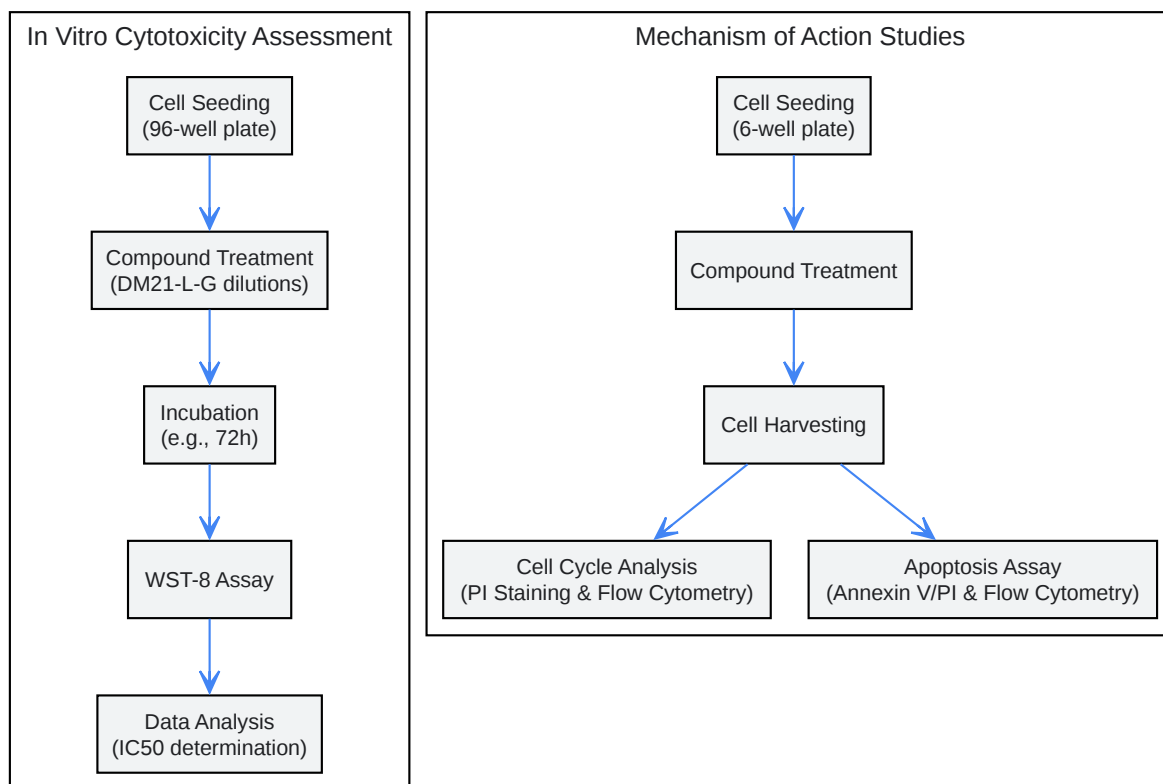 In Vitro Cytotoxicity Assessment
Cell Seeding
(96-well plate)
Compound Treatment
(DM21-L-G dilutions)
Incubation
(e.g., 72h)
WST-8 Assay
Data Analysis
(IC50 determination)
Mechanism of Action Studies
Cell Seeding
(6-well plate)
Compound Treatment
Cell Harvesting
Cell Cycle Analysis
(PI Staining & Flow Cytometry)
Apoptosis Assay
(Annexin V/PI & Flow Cytometry)